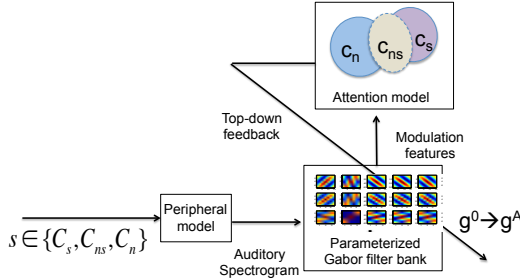 C_n C_ns C_s
Attention model
Top-down
feedback
Modulation
features
Peripheral
model
s ∈ {C_s, C_ns, C_n}
Auditory
Spectrogram
Parameterized
Gabor filter bank
g^0→g^A